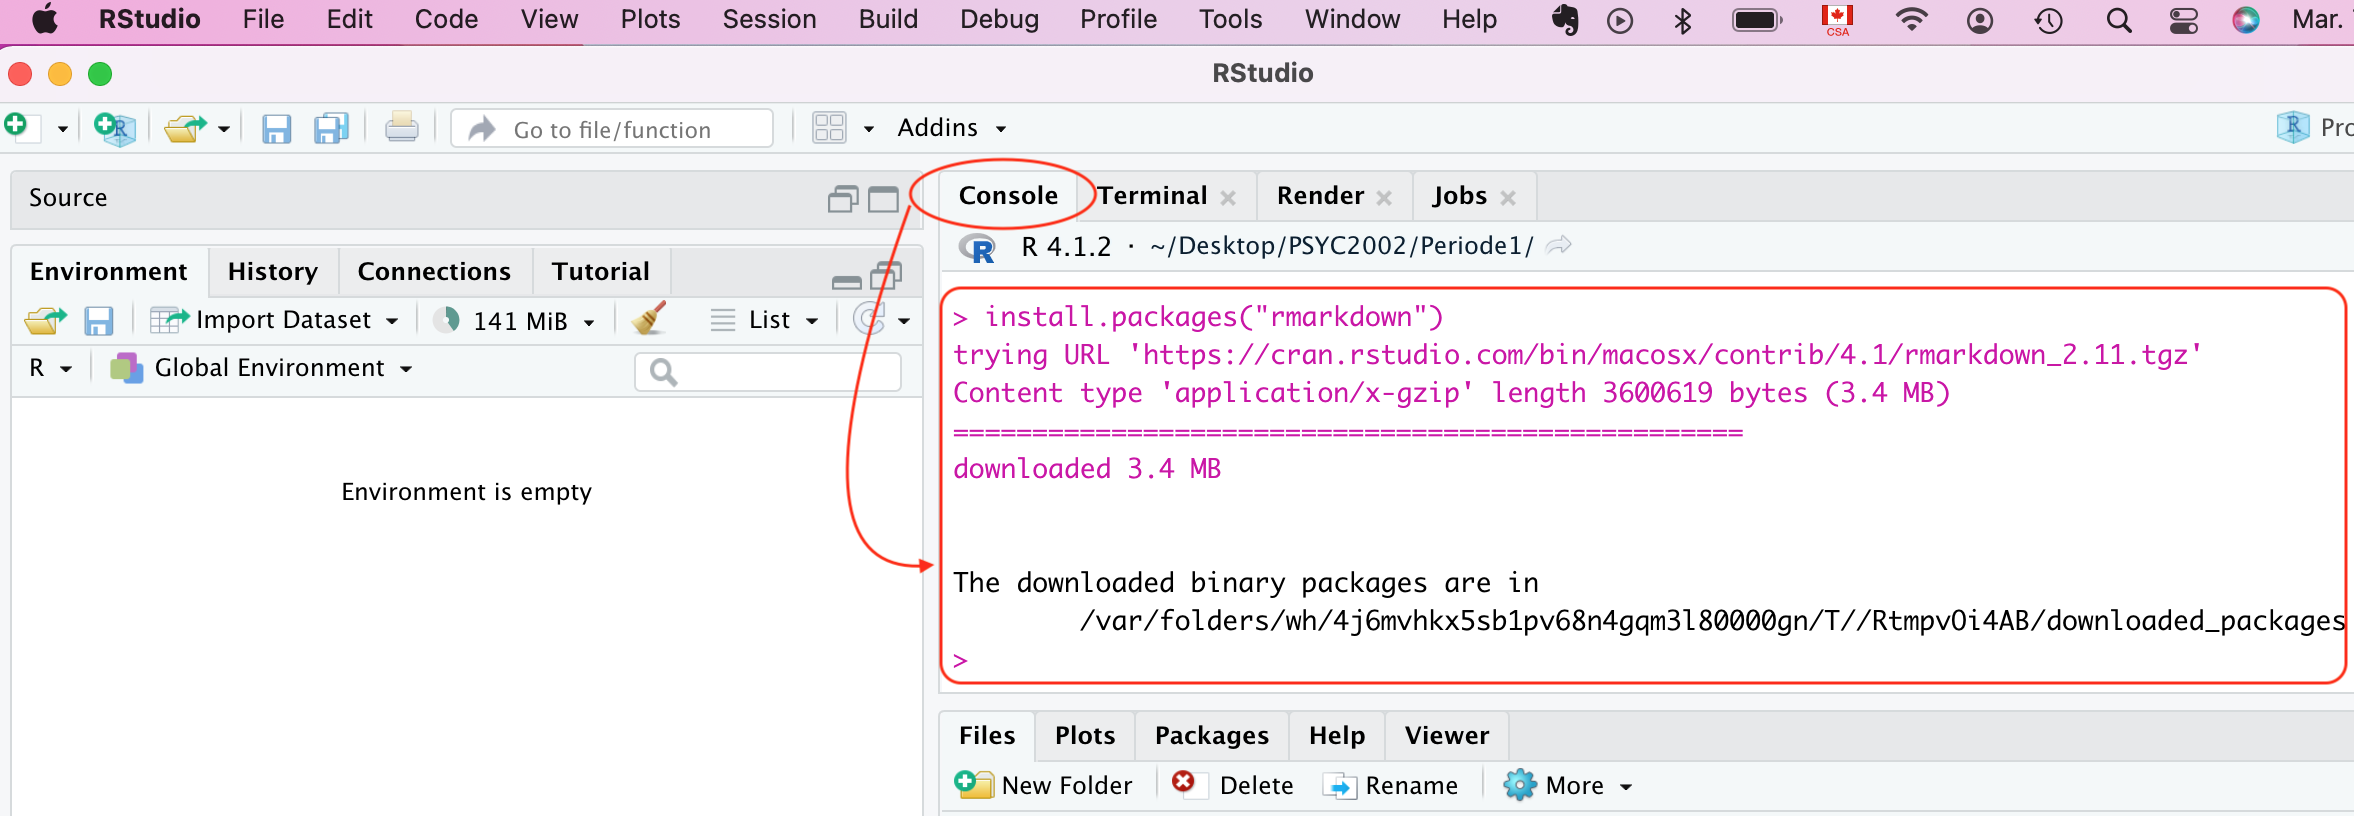 RStudio File Edit Code View Plots Session Build Debug Profile Tools Window Help CSA Mar.
RStudio
Go to file/function Addins
Source
Console Terminal Render Jobs
R 4.1.2 · ~/Desktop/PSYC2002/Periode1/
Environment History Connections Tutorial
Import Dataset 141 MiB List
R Global Environment
Environment is empty
> install.packages("rmarkdown")
trying URL 'https://cran.rstudio.com/bin/macosx/contrib/4.1/rmarkdown_2.11.tgz'
Content type 'application/x-gzip' length 3600619 bytes (3.4 MB)
==================================================
downloaded 3.4 MB
The downloaded binary packages are in
/var/folders/wh/4j6mvhkx5sb1pv68n4gqm3l80000gn/T//RtmpvOi4AB/downloaded_packages
>
Files Plots Packages Help Viewer
New Folder Delete Rename More